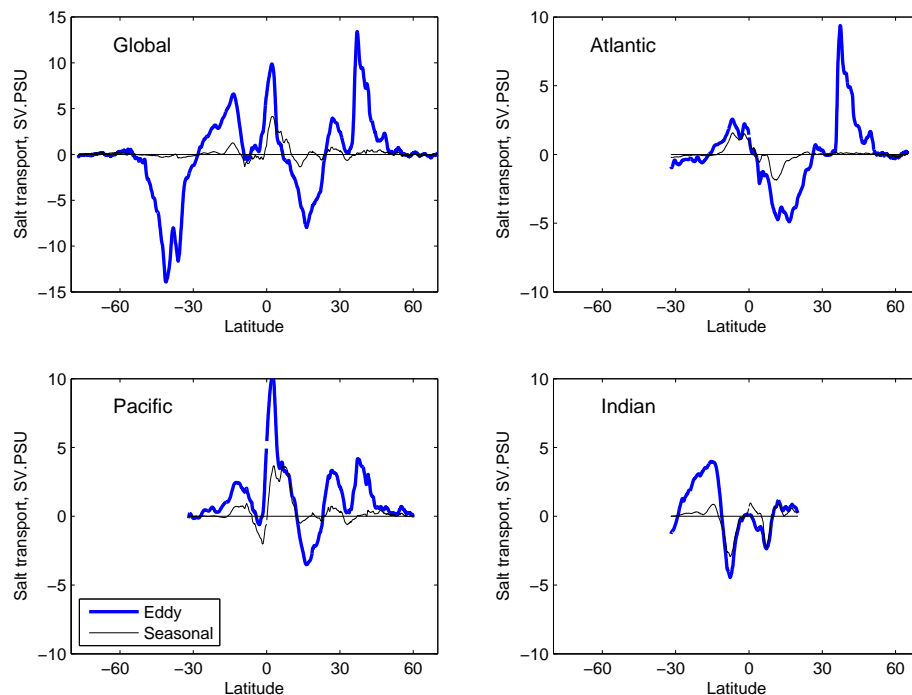 Global
15
10
5
0
−5
−10
−15
−60 −30 0 30 60
Latitude
Salt transport, SV.PSU
Atlantic
10
5
0
−5
−10
−60 −30 0 30 60
Latitude
Salt transport, SV.PSU
Pacific
10
5
0
−5
−10
−60 −30 0 30 60
Latitude
Salt transport, SV.PSU
Eddy
Seasonal
Indian
10
5
0
−5
−10
−60 −30 0 30 60
Latitude
Salt transport, SV.PSU